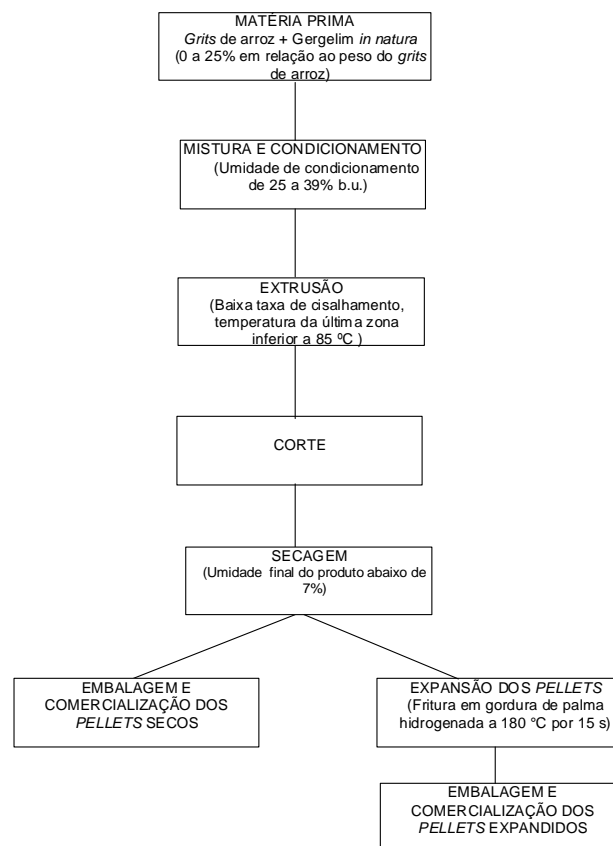 MATÉRIA PRIMA
Grits de arroz + Gergelim in natura
(0 a 25% em relação ao peso do grits
de arroz)
MISTURA E CONDICIONAMENTO
(Umidade de condicionamento
de 25 a 39% b.u.)
EXTRUSÃO
(Baixa taxa de cisalhamento,
temperatura da última zona
inferior a 85 ºC )
CORTE
SECAGEM
(Umidade final do produto abaixo de
7%)
EMBALAGEM E
COMERCIALIZAÇÃO DOS
PELLETS SECOS
EXPANSÃO DOS PELLETS
(Fritura em gordura de palma
hidrogenada a 180 °C por 15 s)
EMBALAGEM E
COMERCIALIZAÇÃO DOS
PELLETS EXPANDIDOS